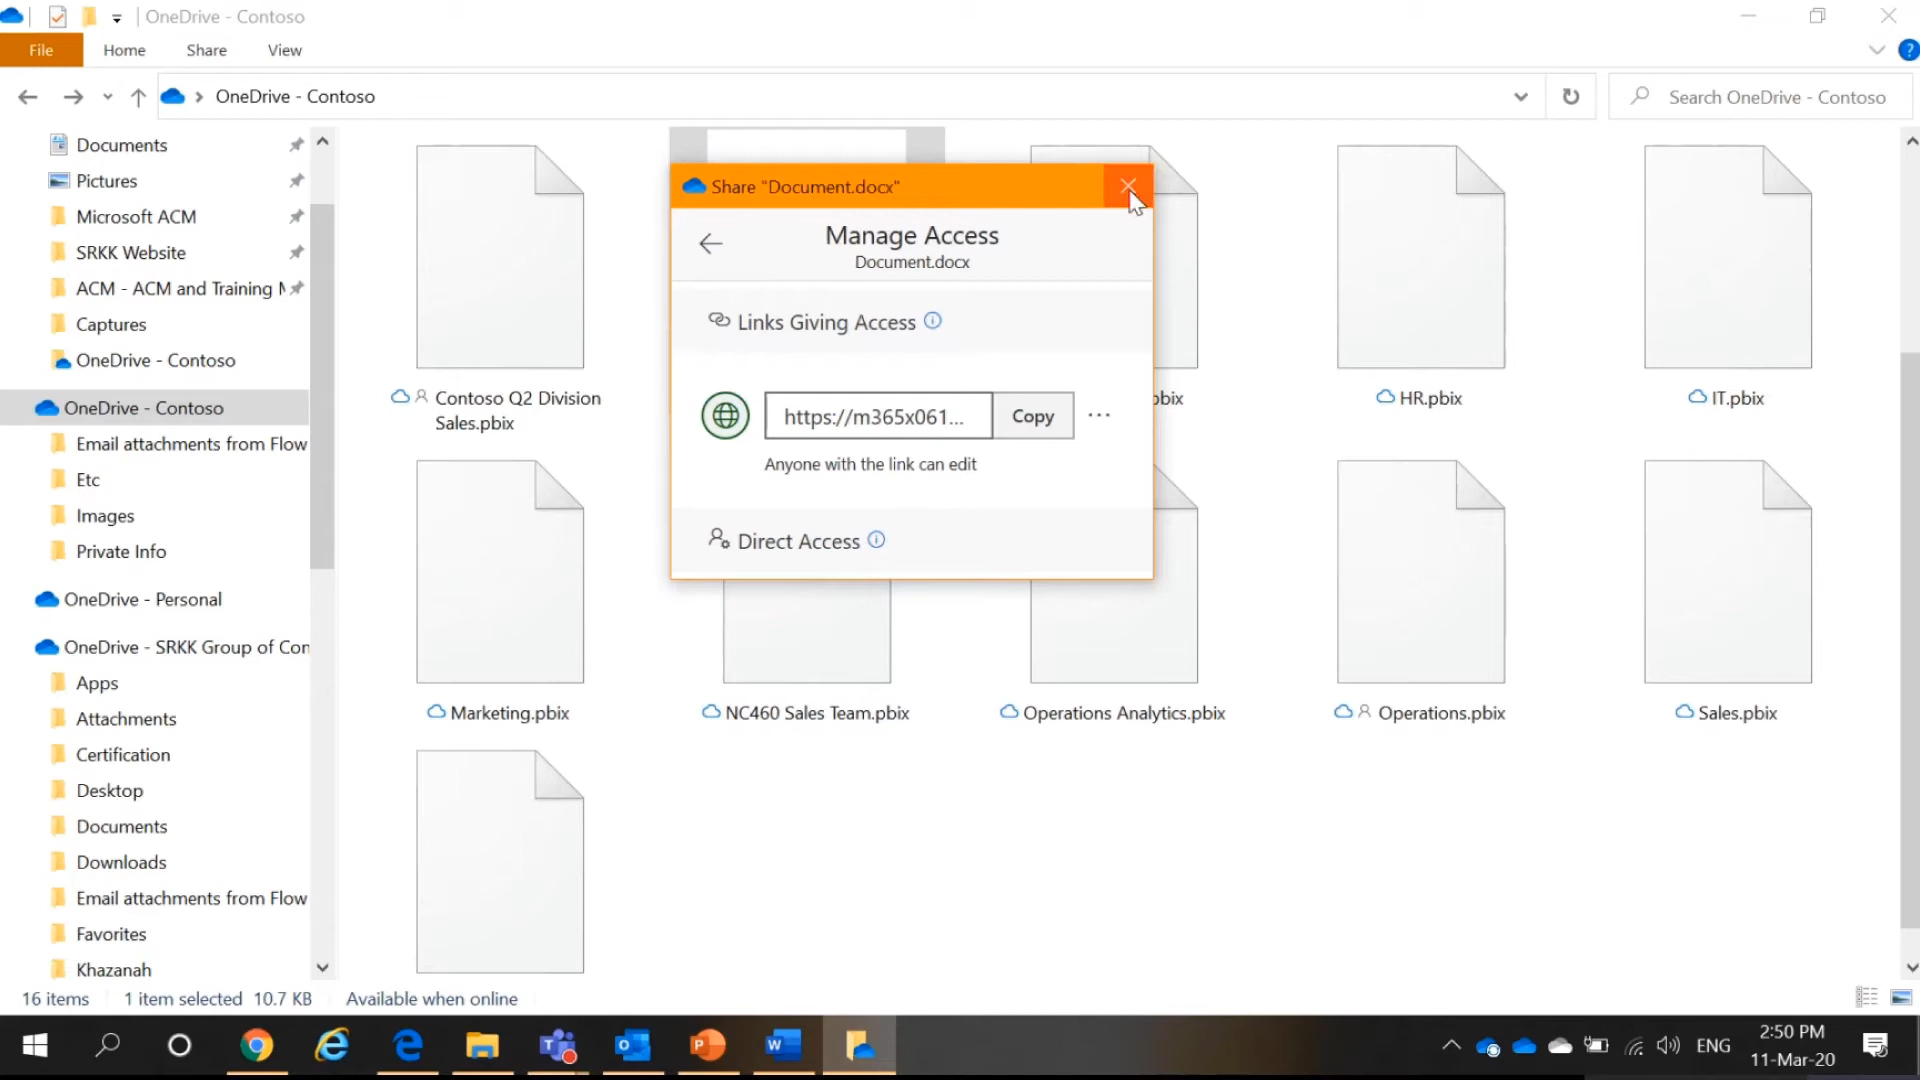 OneDrive - Contoso
File Home Share View
OneDrive - Contoso
Search OneDrive - Contoso
Documents
Pictures
Microsoft ACM
SRKK Website
ACM - ACM and Training
Captures
OneDrive - Contoso
OneDrive - Contoso
Email attachments from Flow
Etc
Images
Private Info
OneDrive - Personal
OneDrive - SRKK Group of Con
Apps
Attachments
Certification
Desktop
Documents
Downloads
Email attachments from Flow
Favorites
Khazanah
Contoso Q2 Division
Sales.pbix
pbix
HR.pbix
IT.pbix
Marketing.pbix
NC460 Sales Team.pbix
Operations Analytics.pbix
Operations.pbix
Sales.pbix
Share "Document.docx"
Manage Access
Document.docx
Links Giving Access
https://m365x061...
Copy
Anyone with the link can edit
Direct Access
16 items 1 item selected 10.7 KB Available when online
ENG
2:50 PM
11-Mar-20